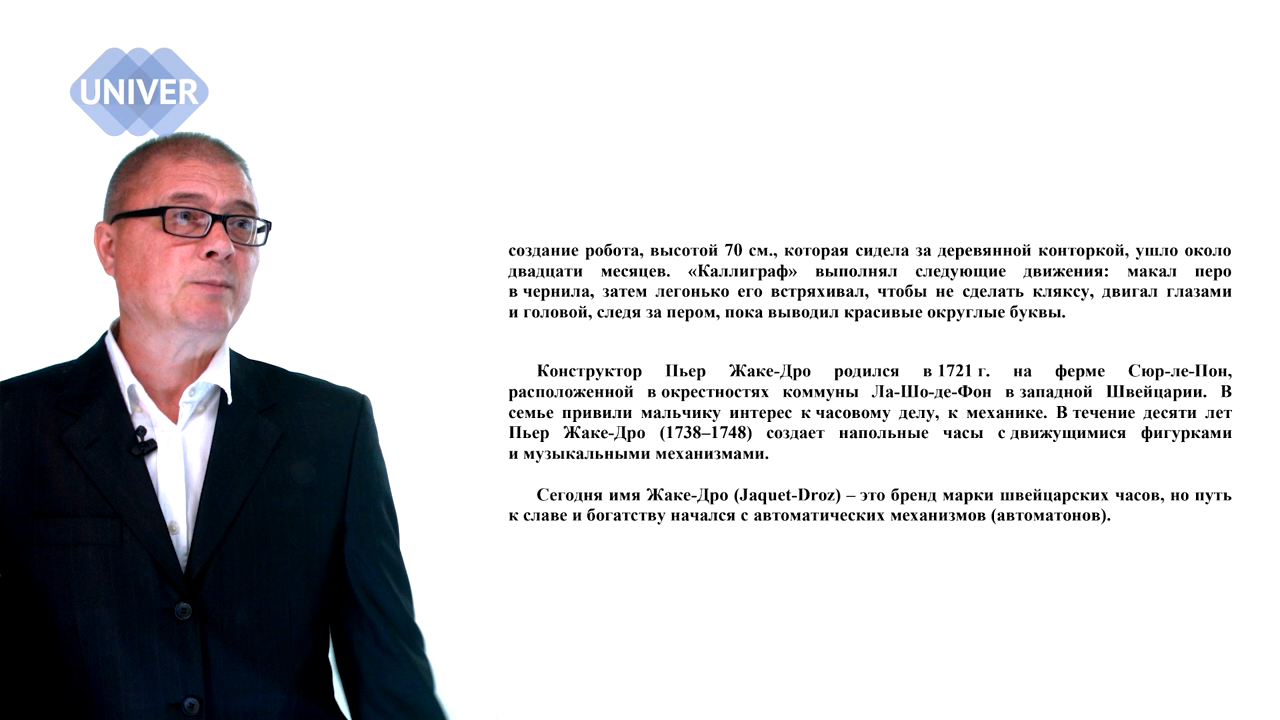 UNIVER
создание робота, высотой 70 см., которая сидела за деревянной конторкой, ушло около
двадцати месяцев. «Каллиграф» выполнял следующие движения: макал перо
в чернила, затем легонько его встряхивал, чтобы не сделать кляксу, двигал глазами
и головой, следя за пером, пока выводил красивые округлые буквы.
Конструктор Пьер Жаке-Дро родился в 1721 г. на ферме Сюр-ле-Пон,
расположенной в окрестностях коммуны Ла-Шо-де-Фон в западной Швейцарии. В
семье привили мальчику интерес к часовому делу, к механике. В течение десяти лет
Пьер Жаке-Дро (1738–1748) создает напольные часы с движущимися фигурками
и музыкальными механизмами.
Сегодня имя Жаке-Дро (Jaquet-Droz) – это бренд марки швейцарских часов, но путь
к славе и богатству начался с автоматических механизмов (автоматонов).